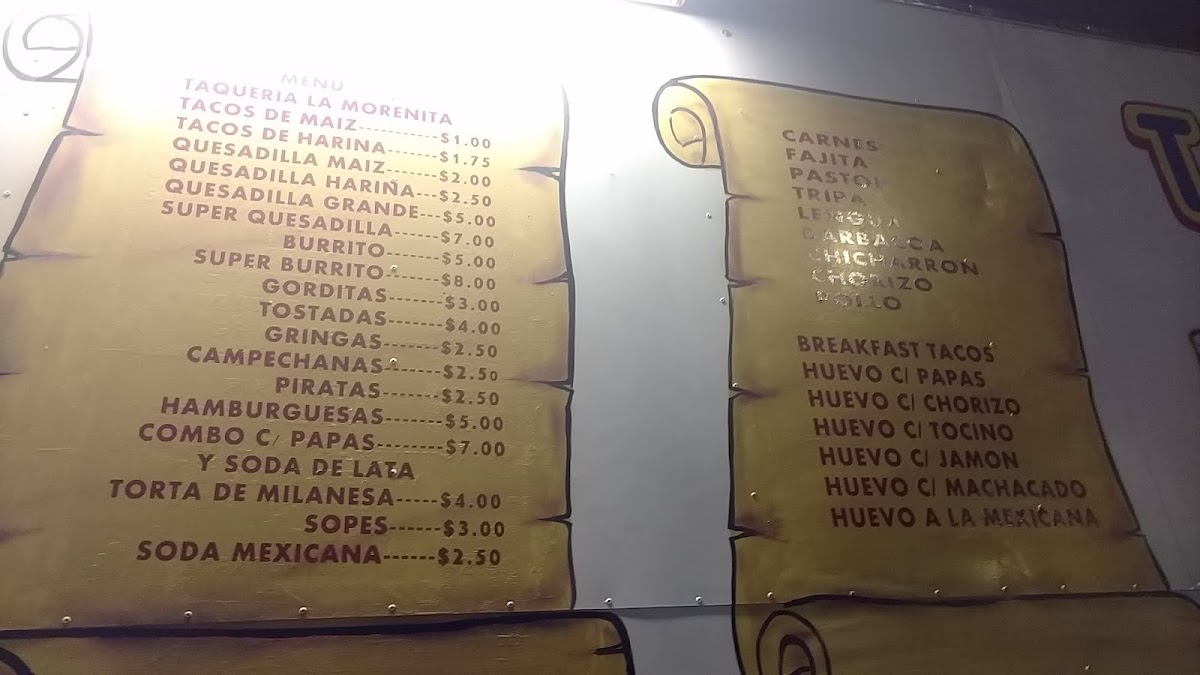 MENU
TAQUERIA LA MORENITA
TACOS DE MAIZ----------$1.00
TACOS DE HARINA------$1.75
QUESADILLA MAIZ------$2.00
QUESADILLA HARIÑA---$2.50
QUESADILLA GRANDE---$5.00
SUPER QUESADILLA------$7.00
BURRITO-------$5.00
SUPER BURRITO-------$8.00
GORDITAS-------$3.00
TOSTADAS-------$4.00
GRINGAS-------$2.50
CAMPECHANAS-------$2.50
PIRATAS-------$2.50
HAMBURGUESAS-------$5.00
COMBO C/ PAPAS-------$7.00
Y SODA DE LATA
TORTA DE MILANESA-----$4.00
SOPES------$3.00
SODA MEXICANA------$2.50
CARNES
FAJITA
PASTOR
TRIPA
LENGUA
BARBACOA
CHICHARRON
CHORIZO
POLLO
BREAKFAST TACOS
HUEVO C/ PAPAS
HUEVO C/ CHORIZO
HUEVO C/ TOCINO
HUEVO C/ JAMON
HUEVO C/ MACHACADO
HUEVO A LA MEXICANA